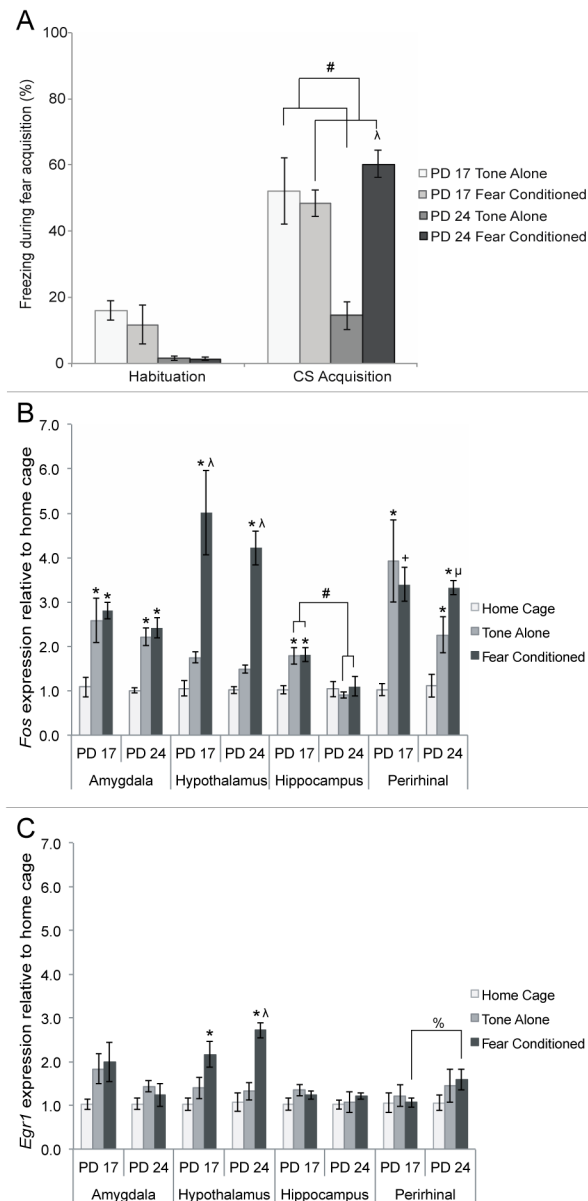 A
Freezing during fear acquisition (%)
100
80
60
40
20
0
#
λ
Habituation
CS Acquisition
PD 17 Tone Alone
PD 17 Fear Conditioned
PD 24 Tone Alone
PD 24 Fear Conditioned
B
Fos expression relative to home cage
7.0
6.0
5.0
4.0
3.0
2.0
1.0
0.0
* *
* *
* λ
* λ
* *
#
*
+
*
* µ
Home Cage
Tone Alone
Fear Conditioned
PD 17 PD 24 PD 17 PD 24 PD 17 PD 24 PD 17 PD 24
Amygdala Hypothalamus Hippocampus Perirhinal
C
Egr1 expression relative to home cage
7.0
6.0
5.0
4.0
3.0
2.0
1.0
0.0
*
* λ
%
Home Cage
Tone Alone
Fear Conditioned
PD 17 PD 24 PD 17 PD 24 PD 17 PD 24 PD 17 PD 24
Amygdala Hypothalamus Hippocampus Perirhinal